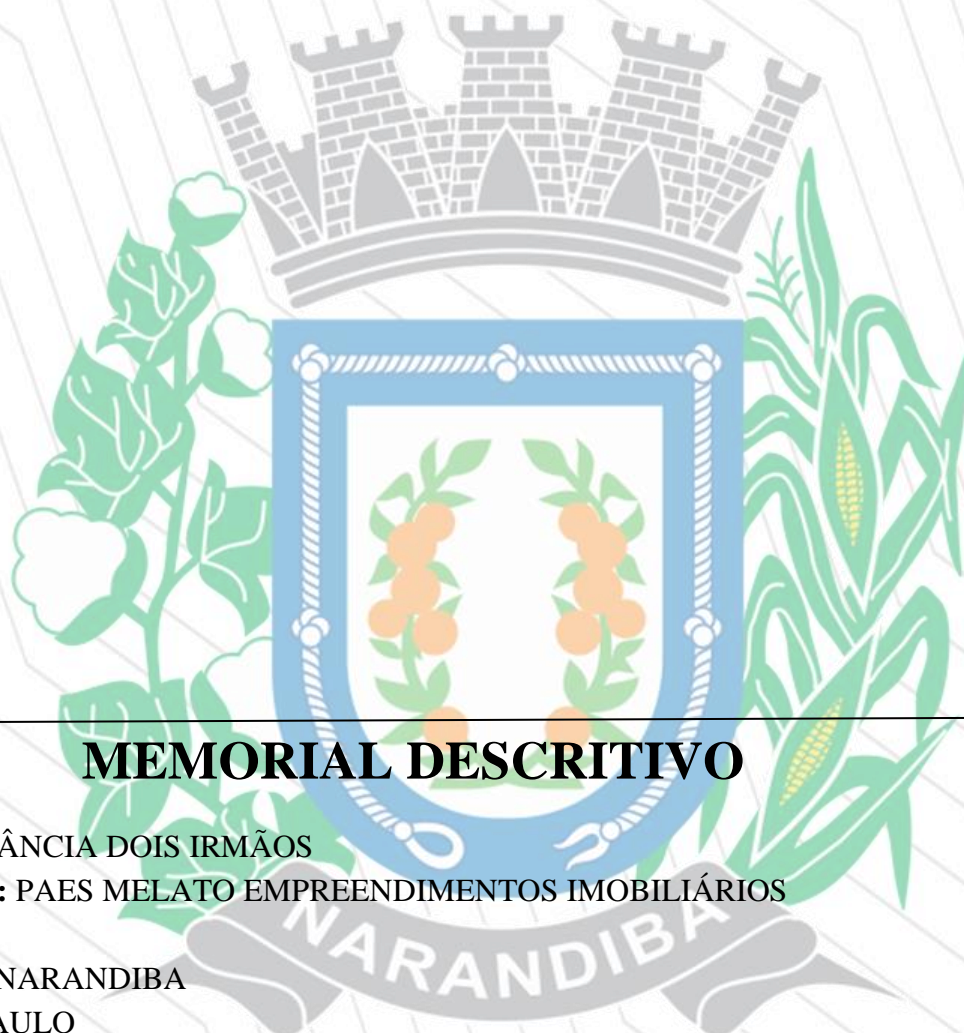 MEMORIAL DESCRITIVO
ÂNCIA DOIS IRMÃOS
: PAES MELATO EMPREENDIMENTOS IMOBILIÁRIOS
NARANDIBA
NARANDIBA
AULO